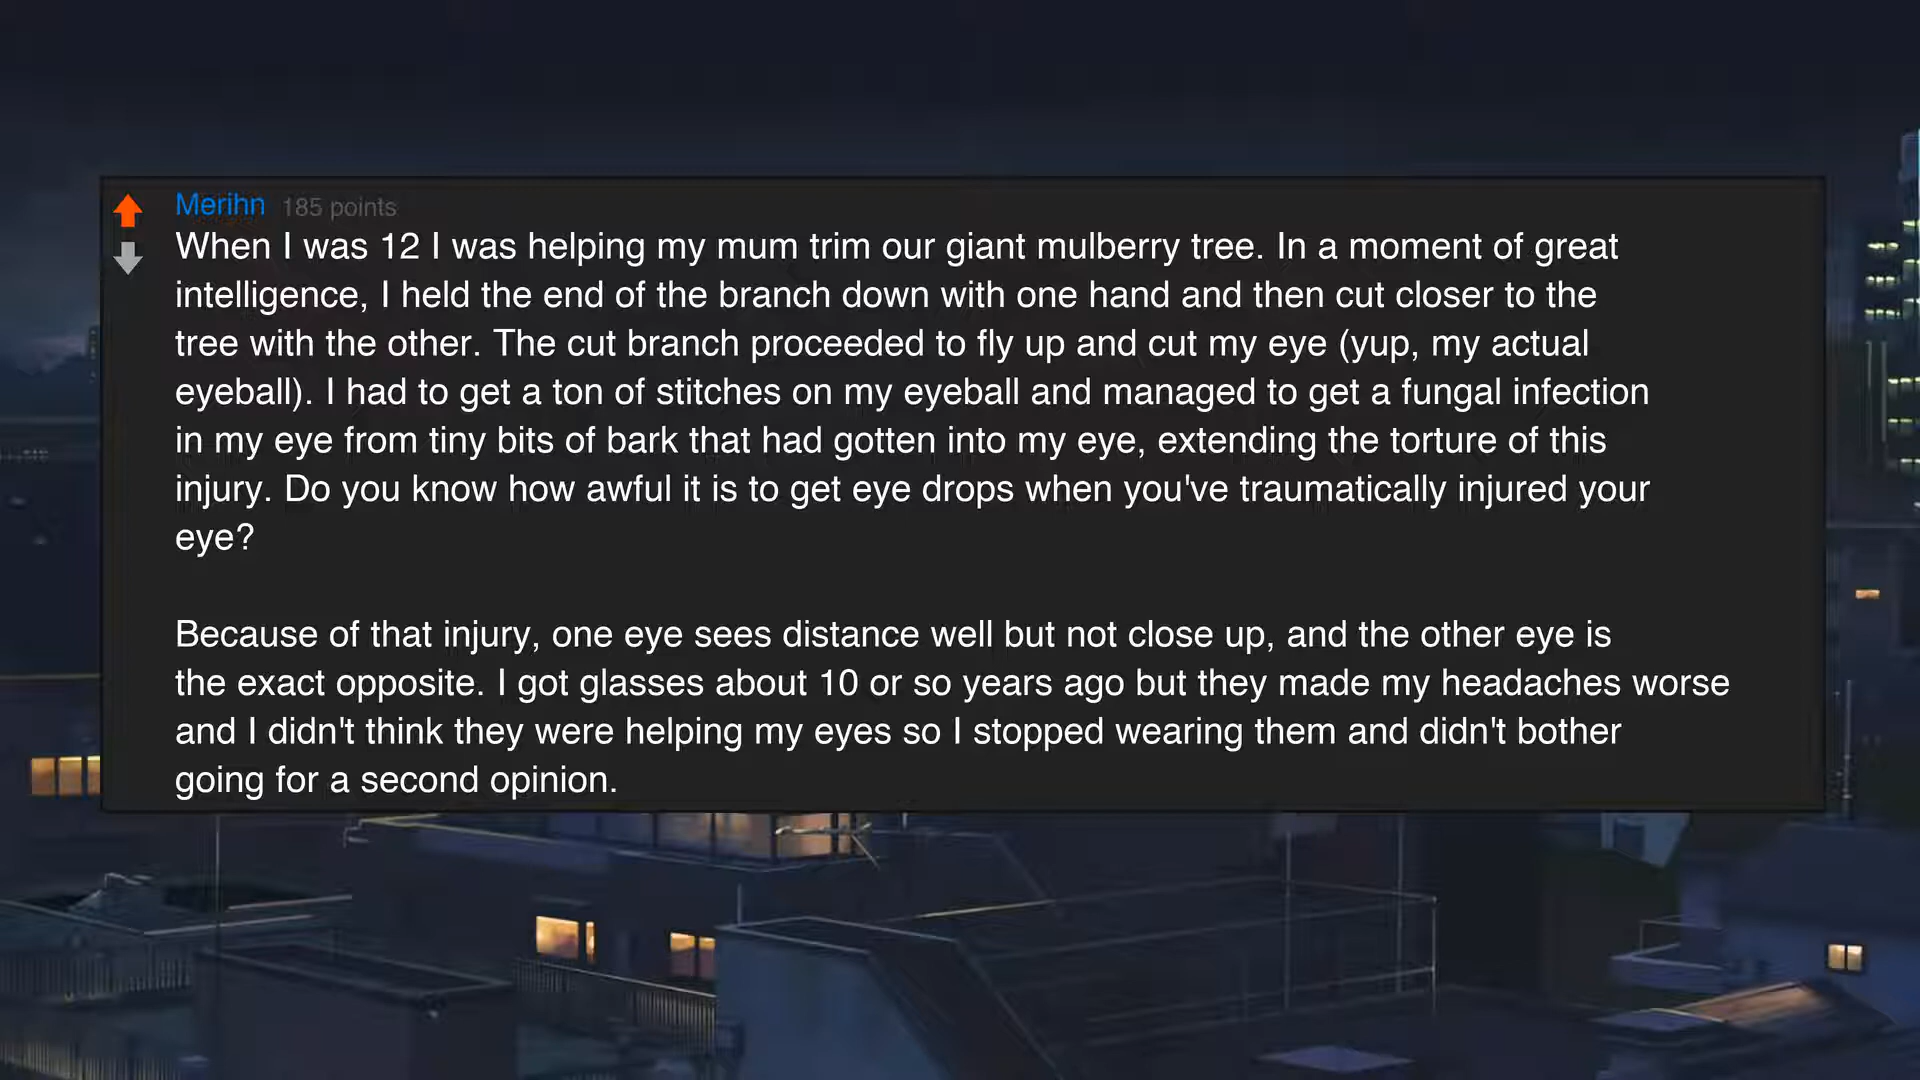 Merihn 185 points
When I was 12 I was helping my mum trim our giant mulberry tree. In a moment of great
intelligence, I held the end of the branch down with one hand and then cut closer to the
tree with the other. The cut branch proceeded to fly up and cut my eye (yup, my actual
eyeball). I had to get a ton of stitches on my eyeball and managed to get a fungal infection
in my eye from tiny bits of bark that had gotten into my eye, extending the torture of this
injury. Do you know how awful it is to get eye drops when you've traumatically injured your
eye?
Because of that injury, one eye sees distance well but not close up, and the other eye is
the exact opposite. I got glasses about 10 or so years ago but they made my headaches worse
and I didn't think they were helping my eyes so I stopped wearing them and didn't bother
going for a second opinion.